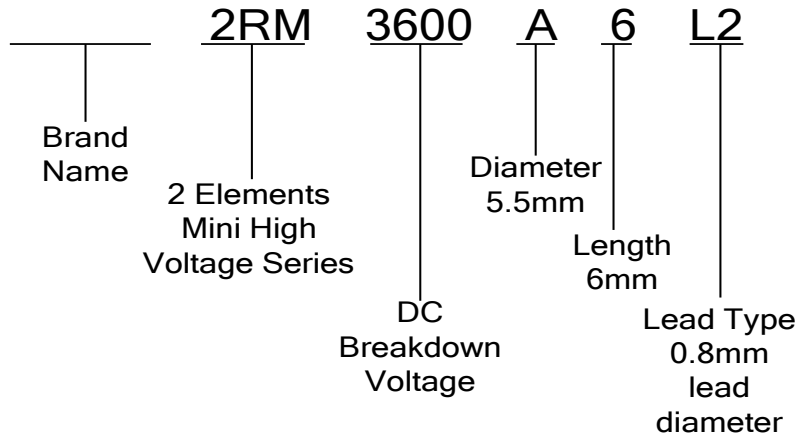 2RM 3600 A 6 L2
Brand
Name
2 Elements
Mini High
Voltage Series
DC
Breakdown
Voltage
Diameter
5.5mm
Length
6mm
Lead Type
0.8mm
lead
diameter